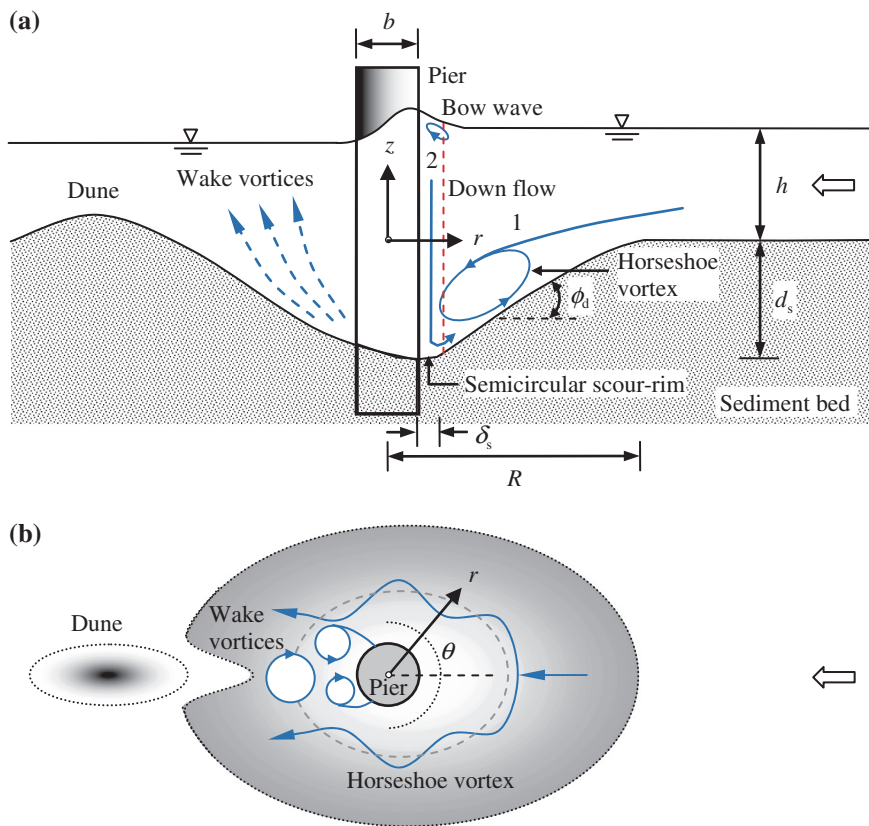 (a)
b
Pier
Bow wave
z
2
Wake vortices
Down flow
h
Dune
1
r
Horseshoe
vortex
ϕd
ds
Semicircular scour-rim
Sediment bed
δs
R
(b)
r
Dune
Wake
vortices
θ
Pier
Horseshoe vortex